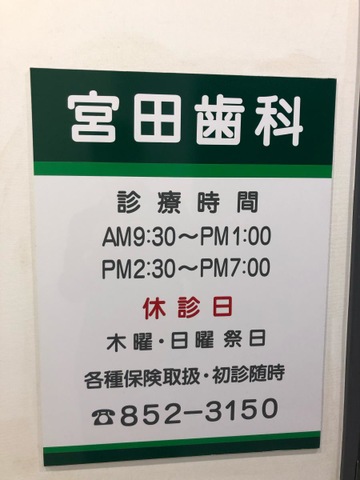 宮田歯科
診療時間
AM9:30〜PM1:00
PM2:30〜PM7:00
休診日
木曜・日曜祭日
各種保険取扱・初診随時
☎852-3150